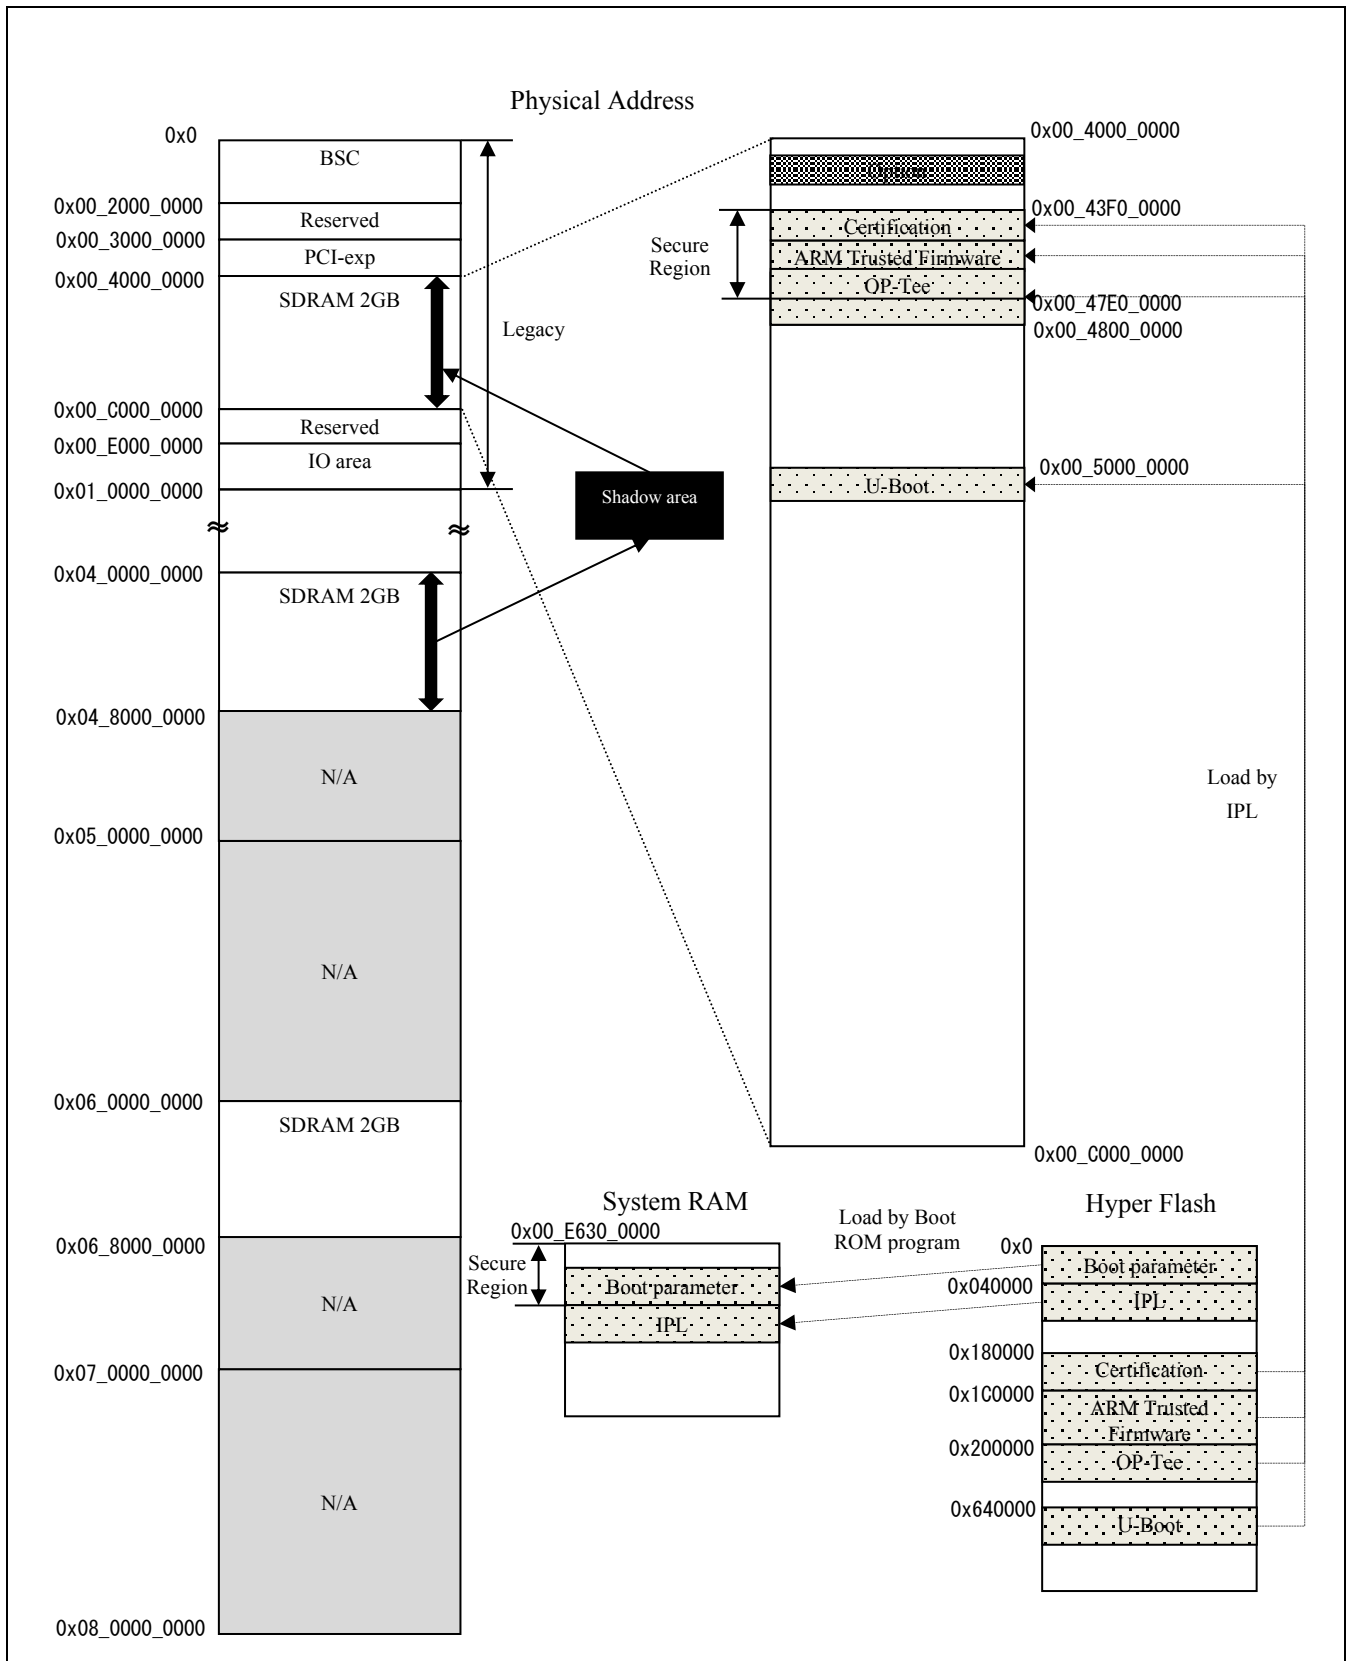 Physical Address
0x0
BSC
0x00_2000_0000
Reserved
0x00_3000_0000
PCI-exp
0x00_4000_0000
SDRAM 2GB
Legacy
0x00_C000_0000
Reserved
0x00_E000_0000
IO area
0x01_0000_0000
Shadow area
≈
≈
0x04_0000_0000
SDRAM 2GB
0x04_8000_0000
N/A
0x05_0000_0000
N/A
0x06_0000_0000
SDRAM 2GB
0x06_8000_0000
N/A
0x07_0000_0000
N/A
0x08_0000_0000
0x00_4000_0000
0x00_43F0_0000
Secure
Region
Certification
ARM Trusted Firmware
OP-Tee
0x00_47E0_0000
0x00_4800_0000
0x00_5000_0000
U-Boot
Load by
IPL
0x00_C000_0000
System RAM
0x00_E630_0000
Secure
Region
Boot parameter
IPL
Load by Boot
ROM program
Hyper Flash
0x0
Boot parameter
0x040000
IPL
0x180000
Certification
0x1C0000
ARM Trusted
Firmware
0x200000
OP-Tee
0x640000
U-Boot